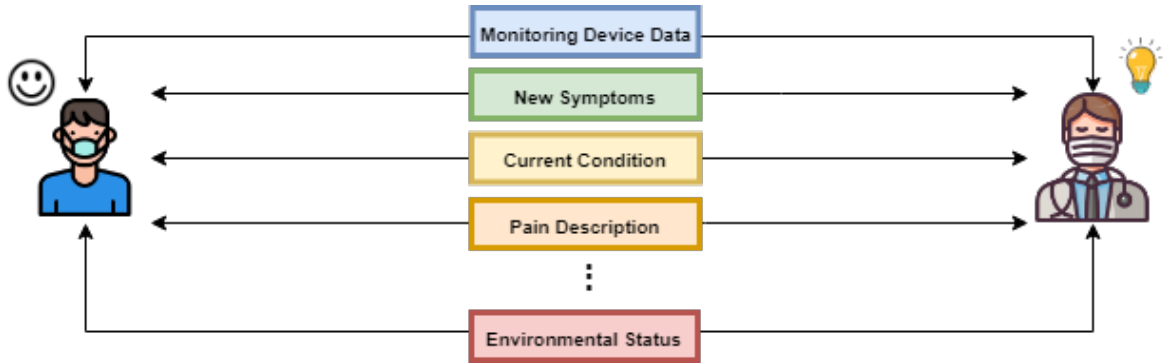 Monitoring Device Data
New Symptoms
Current Condition
Pain Description
Environmental Status